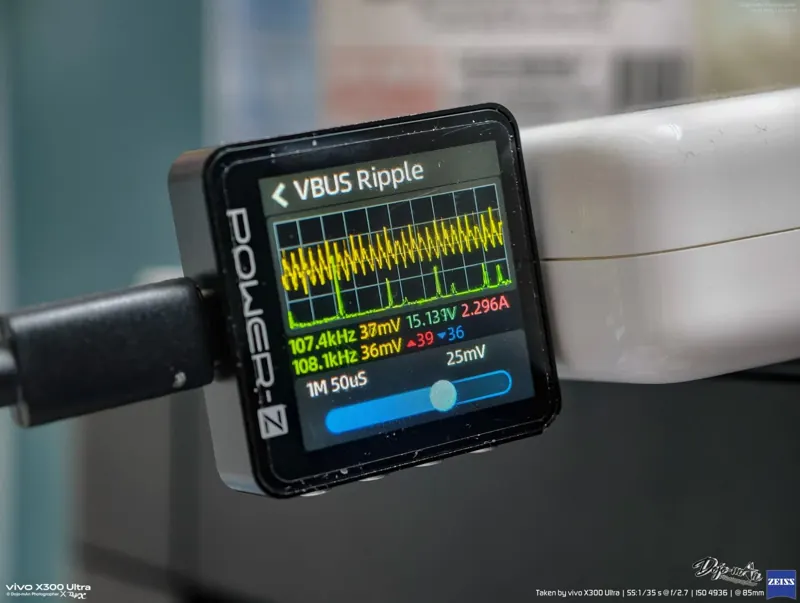 VBUS Ripple
POWER-Z
107.4kHz 37mV 15.131V 2.296A
108.1kHz 36mV ▲39 ▼36
1M 50uS 25mV
vivo X300 Ultra
Taken by vivo X300 Ultra | SS:1/35 s @ f/2.7 | ISO 4936 | @ 85mm
ZEISS